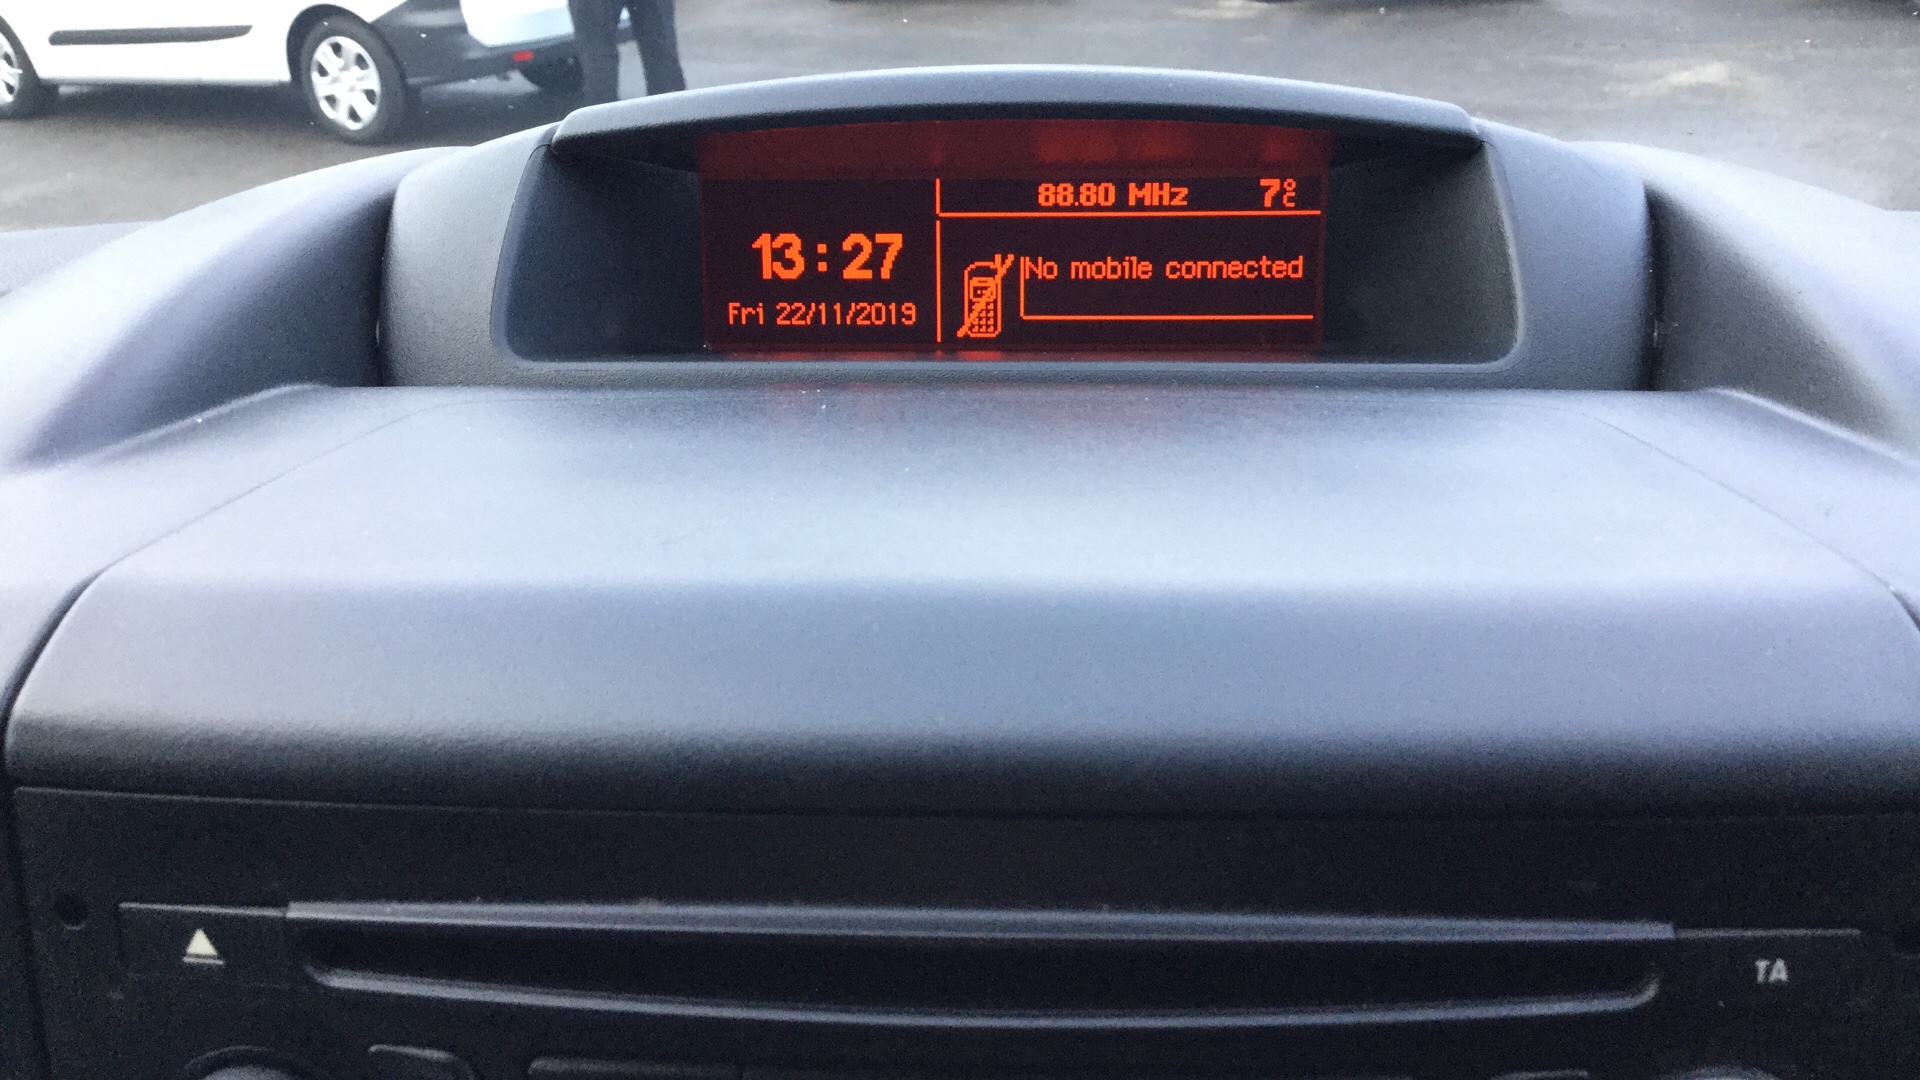 88.80 MHz 7°C
13:27
No mobile connected
Fri 22/11/2019
TA